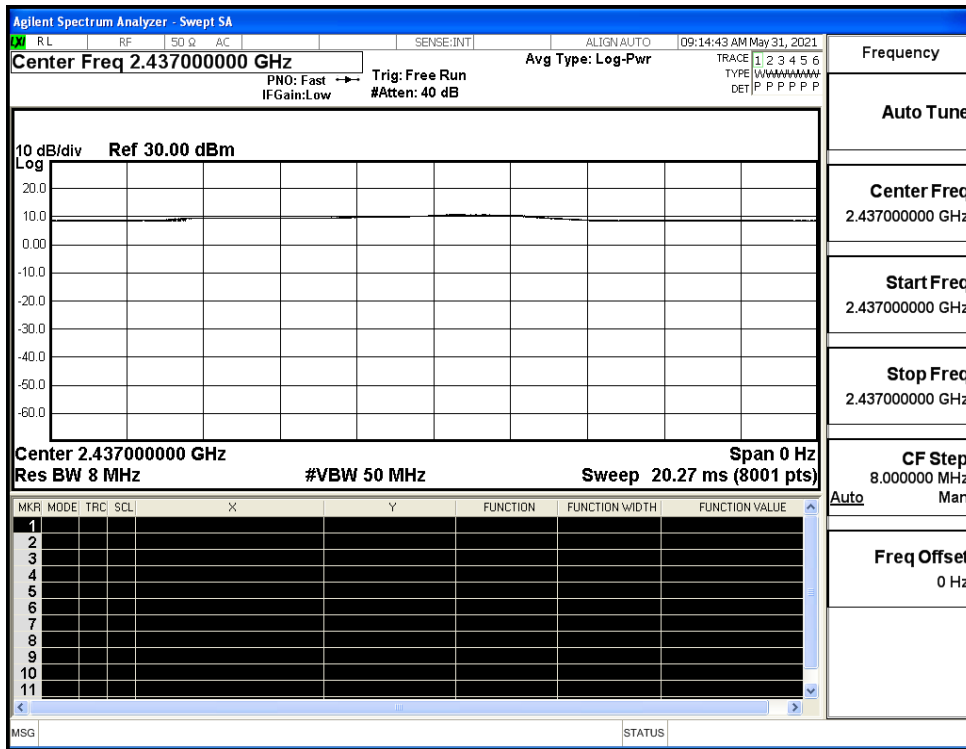 Agilent Spectrum Analyzer - Swept SA
LXI RL RF 50 Ω AC SENSE:INT ALIGN AUTO 09:14:43 AM May 31, 2021
Center Freq 2.437000000 GHz
PNO: Fast
IFGain:Low
Trig: Free Run
#Atten: 40 dB
Avg Type: Log-Pwr
TRACE 1 2 3 4 5 6
TYPE WWWWWW
DET P P P P P P
10 dB/div Ref 30.00 dBm
Log
20.0
10.0
0.00
-10.0
-20.0
-30.0
-40.0
-50.0
-60.0
Center 2.437000000 GHz Span 0 Hz
Res BW 8 MHz #VBW 50 MHz Sweep 20.27 ms (8001 pts)
MKR MODE TRC SCL X Y FUNCTION FUNCTION WIDTH FUNCTION VALUE
1
2
3
4
5
6
7
8
9
10
11
MSG STATUS
Frequency
Auto Tune
Center Freq
2.437000000 GHz
Start Freq
2.437000000 GHz
Stop Freq
2.437000000 GHz
CF Step
8.000000 MHz
Auto Man
Freq Offset
0 Hz